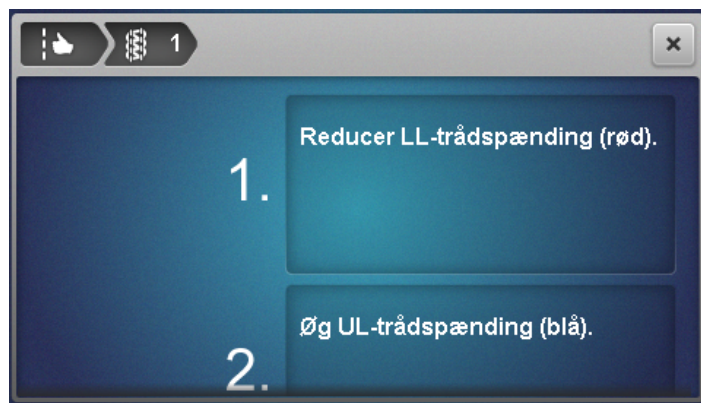 1
1.
Reducer LL-trådspænding (rød).
2.
Øg UL-trådspænding (blå).